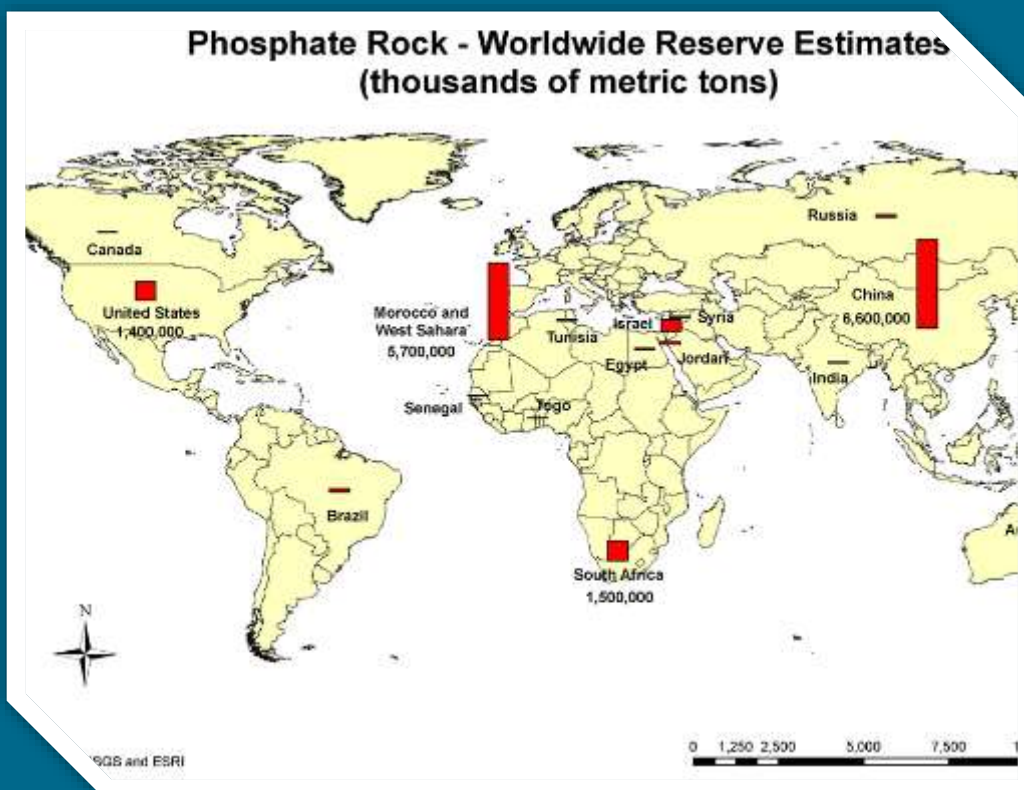 Phosphate Rock - Worldwide Reserve Estimates
(thousands of metric tons)
Russia
Canada
China
6,600,000
United States
1,400,000
Morocco and
West Sahara
5,700,000
Israel
Syria
Tunisia
Egypt
Jordan
India
Senegal
Togo
Brazil
South Africa
1,500,000
N
SGS and ESRI
0 1,250 2,500 5,000 7,500